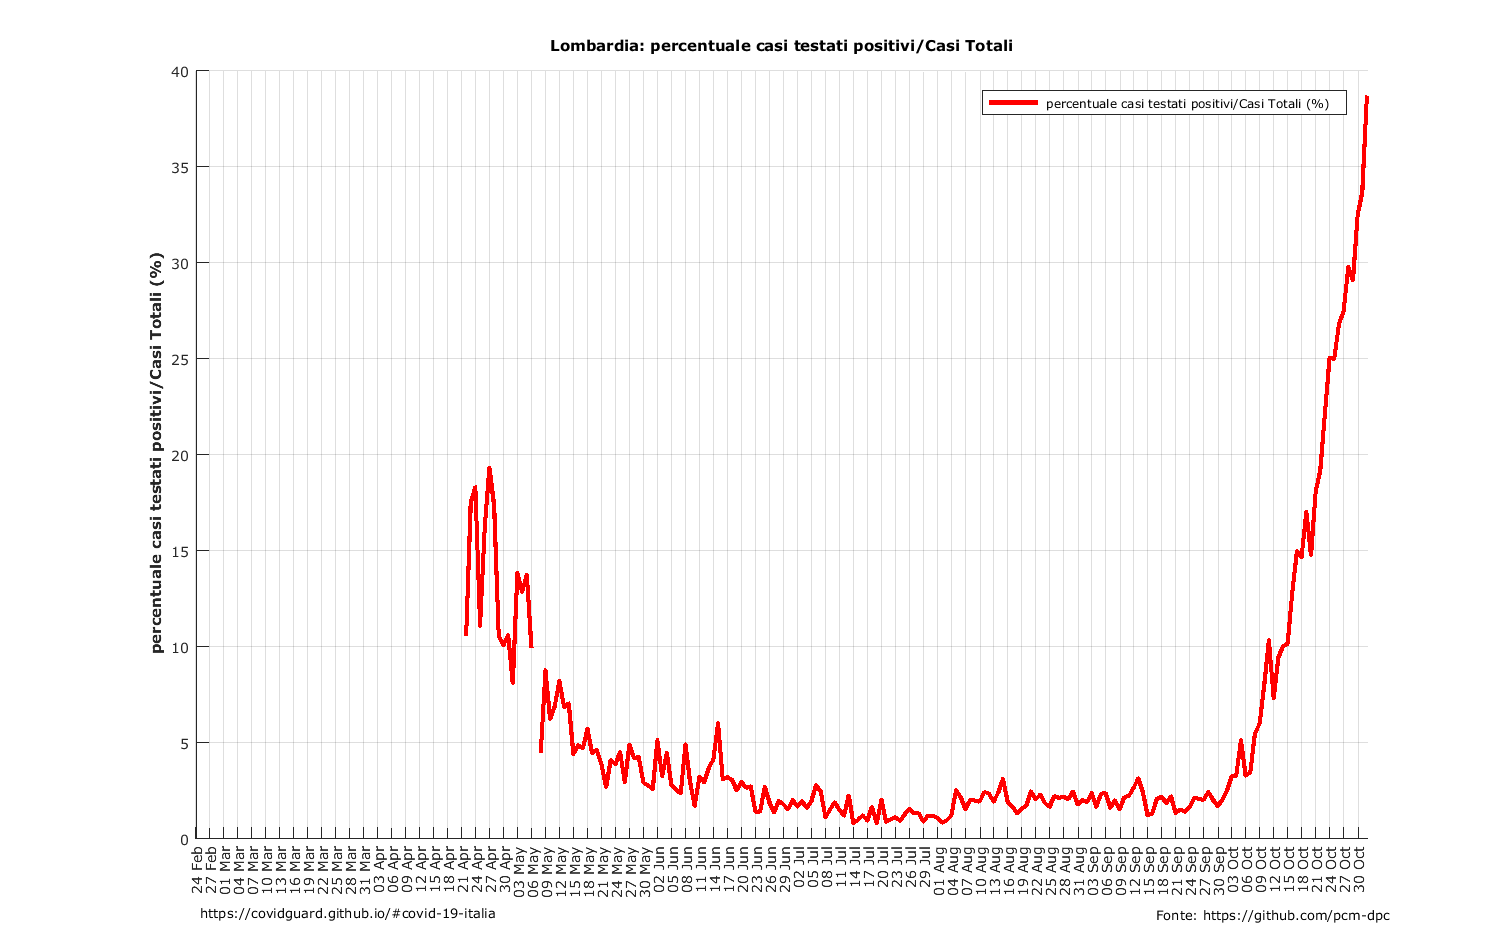 Lombardia: percentuale casi testati positivi/Casi Totali
percentuale casi testati positivi/Casi Totali (%)
percentuale casi testati positivi/Casi Totali (%)
40
35
30
25
20
15
10
5
0
24 Feb
27 Feb
01 Mar
04 Mar
07 Mar
10 Mar
13 Mar
16 Mar
19 Mar
22 Mar
25 Mar
28 Mar
31 Mar
03 Apr
06 Apr
09 Apr
12 Apr
15 Apr
18 Apr
21 Apr
24 Apr
27 Apr
30 Apr
03 May
06 May
09 May
12 May
15 May
18 May
21 May
24 May
27 May
30 May
02 Jun
05 Jun
08 Jun
11 Jun
14 Jun
17 Jun
20 Jun
23 Jun
26 Jun
29 Jun
02 Jul
05 Jul
08 Jul
11 Jul
14 Jul
17 Jul
20 Jul
23 Jul
26 Jul
29 Jul
01 Aug
04 Aug
07 Aug
10 Aug
13 Aug
16 Aug
19 Aug
22 Aug
25 Aug
28 Aug
31 Aug
03 Sep
06 Sep
09 Sep
12 Sep
15 Sep
18 Sep
21 Sep
24 Sep
27 Sep
30 Sep
03 Oct
06 Oct
09 Oct
12 Oct
15 Oct
18 Oct
21 Oct
24 Oct
27 Oct
30 Oct
https://covidguard.github.io/#covid-19-italia
Fonte: https://github.com/pcm-dpc